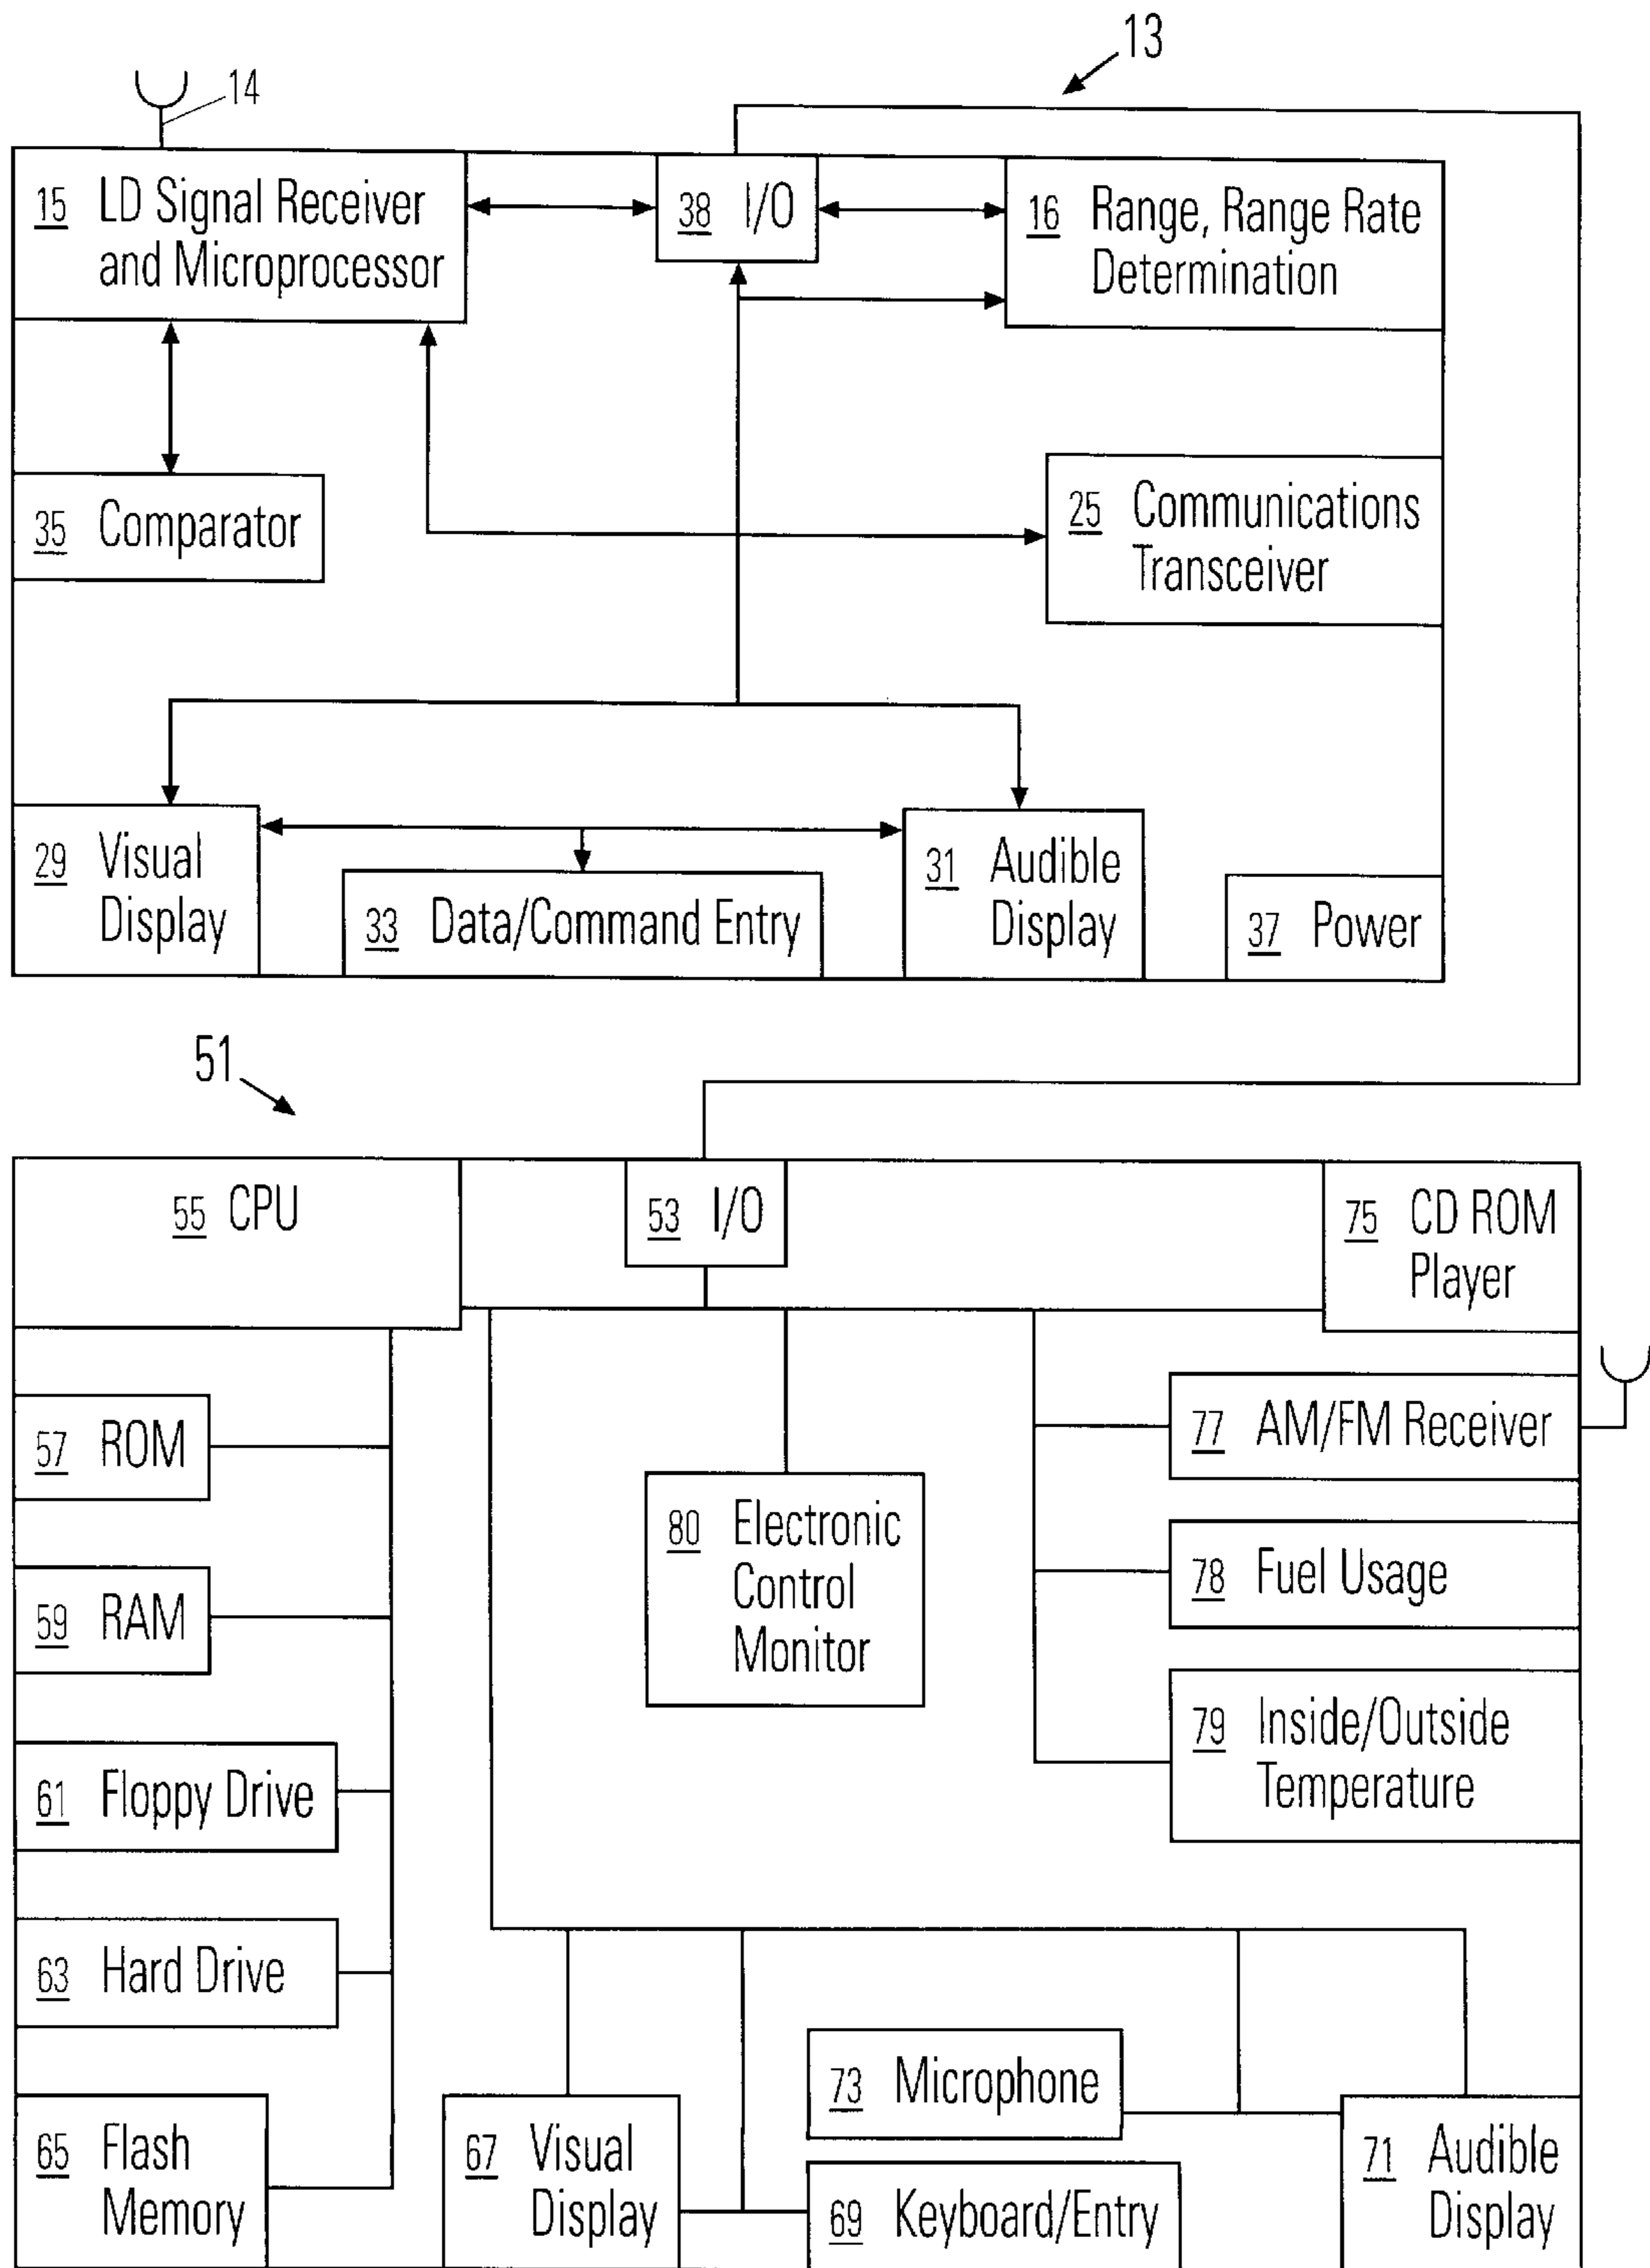 13
14
15 LD Signal Receiver
and Microprocessor
38 I/O
16 Range, Range Rate
Determination
35 Comparator
25 Communications
Transceiver
29 Visual
Display
33 Data/Command Entry
31 Audible
Display
37 Power
51
55 CPU
53 I/O
75 CD ROM
Player
57 ROM
77 AM/FM Receiver
80 Electronic
Control
Monitor
78 Fuel Usage
59 RAM
79 Inside/Outside
Temperature
61 Floppy Drive
63 Hard Drive
73 Microphone
65 Flash
Memory
67 Visual
Display
69 Keyboard/Entry
71 Audible
Display